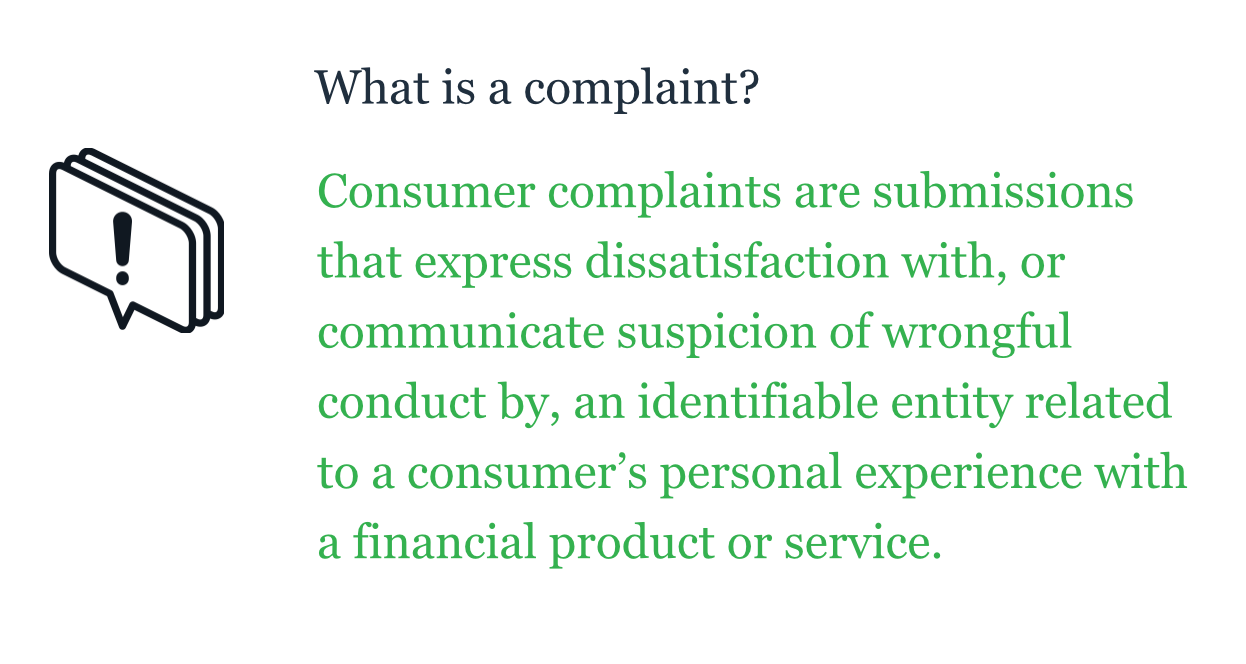 What is a complaint?
Consumer complaints are submissions
that express dissatisfaction with, or
communicate suspicion of wrongful
conduct by, an identifiable entity related
to a consumer’s personal experience with
a financial product or service.